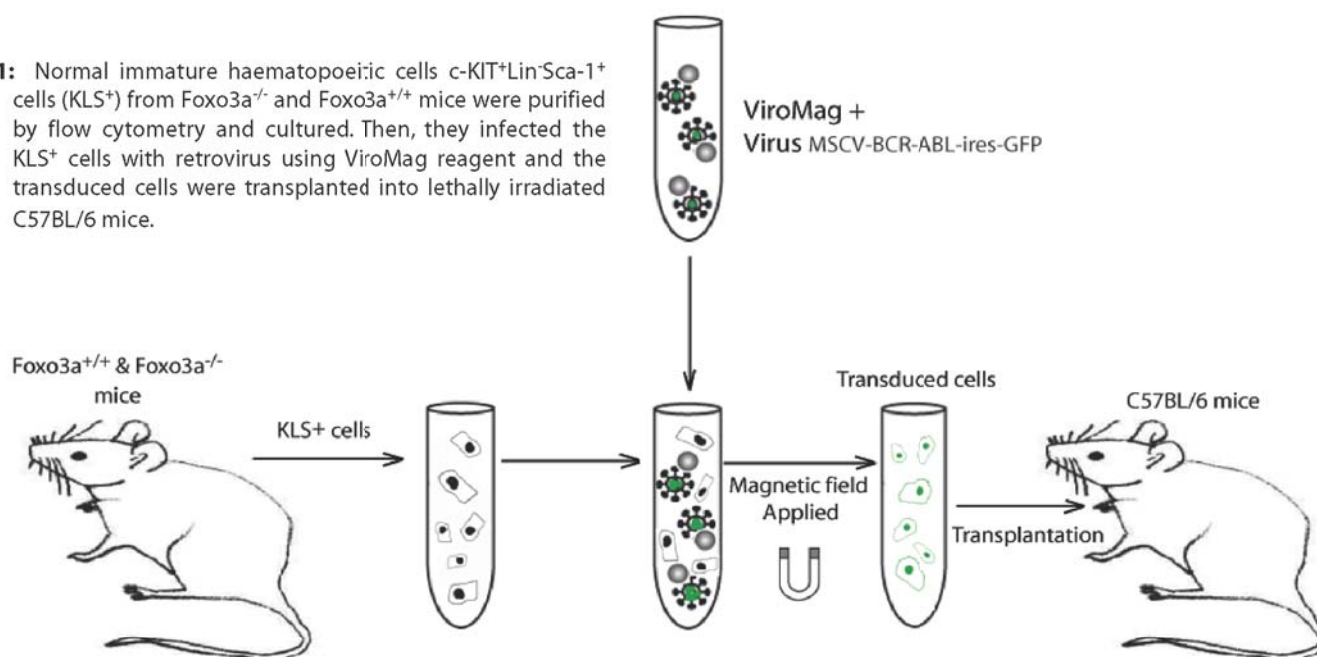 1: Normal immature haematopoeitic cells c-KIT⁺Lin⁻Sca-1⁺
cells (KLS⁺) from Foxo3a⁻/⁻ and Foxo3a⁺/⁺ mice were purified
by flow cytometry and cultured. Then, they infected the
KLS⁺ cells with retrovirus using ViroMag reagent and the
transduced cells were transplanted into lethally irradiated
C57BL/6 mice.
ViroMag +
Virus MSCV-BCR-ABL-ires-GFP
Foxo3a⁺/⁺ & Foxo3a⁻/⁻
mice
KLS+ cells
Magnetic field
Applied
Transduced cells
Transplantation
C57BL/6 mice